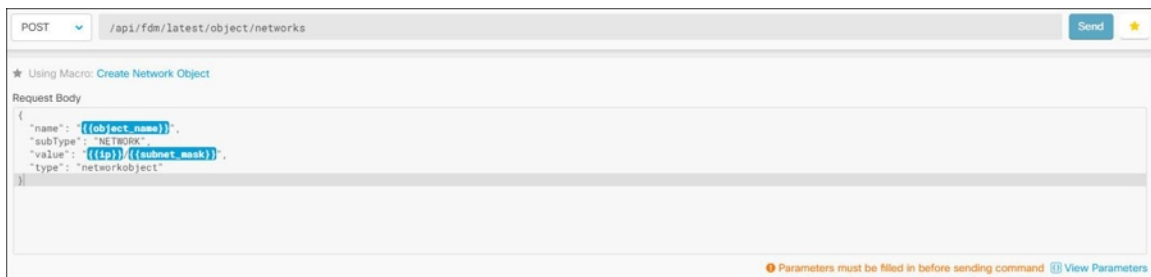 POST
/api/fdm/latest/object/networks
Send
Using Macro: Create Network Object
Request Body
{
"name": "{{object_name}}",
"subType": "NETWORK",
"value": "{{ip}}/{{subnet_mask}}",
"type": "networkobject"
}
Parameters must be filled in before sending command View Parameters